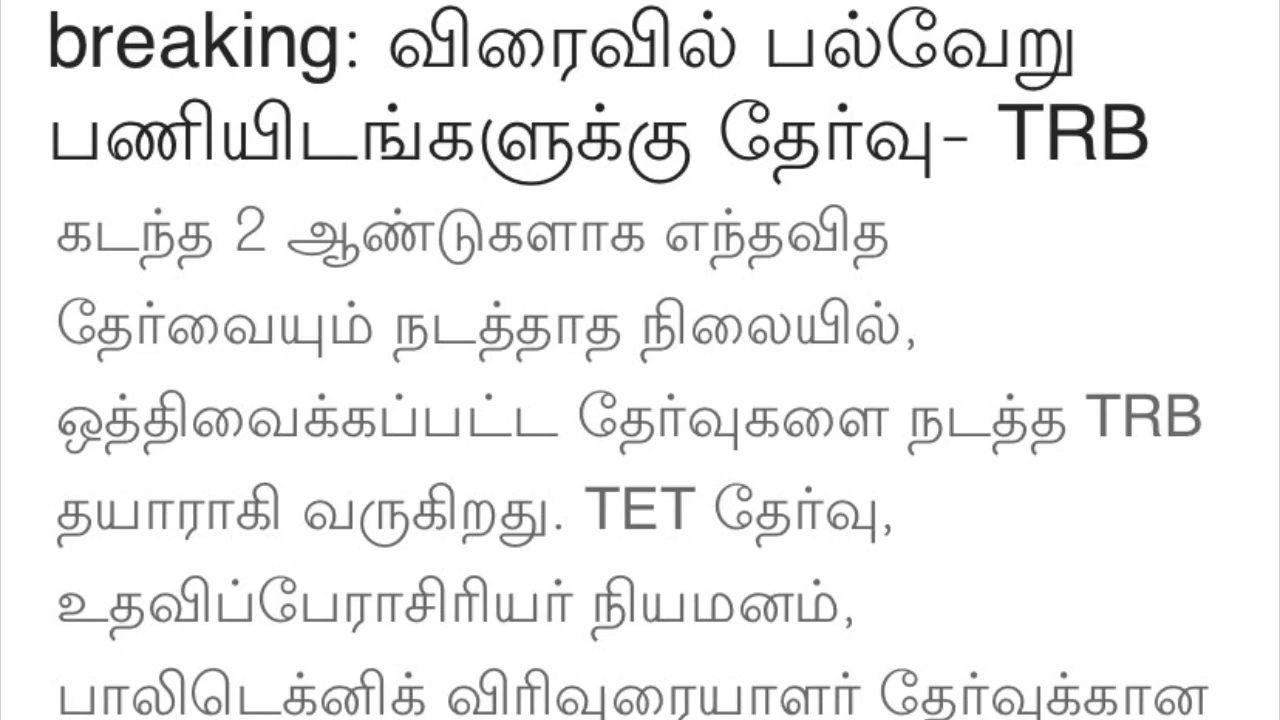 breaking: விரைவில் பல்வேறு
பணியிடங்களுக்கு தேர்வு- TRB
கடந்த 2 ஆண்டுகளாக எந்தவித
தேர்வையும் நடத்தாத நிலையில்,
ஒத்திவைக்கப்பட்ட தேர்வுகளை நடத்த TRB
தயாராகி வருகிறது. TET தேர்வு,
உதவிப்பேராசிரியர் நியமனம்,
பாலிடெக்னிக் விரிவுரையாளர் தேர்வுக்கான